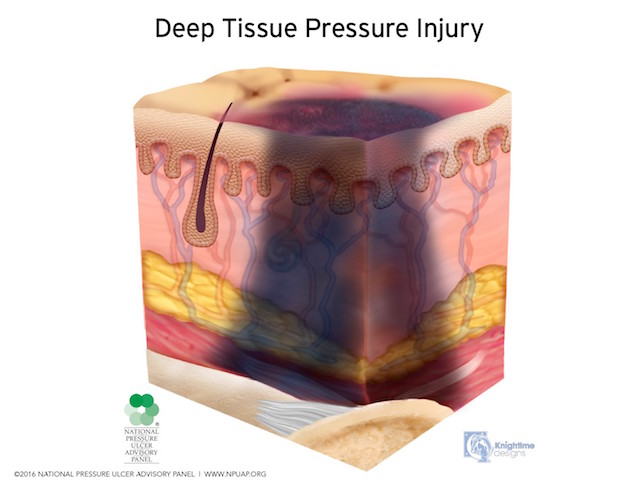 Deep Tissue Pressure Injury
NATIONAL
PRESSURE
ULCER
ADVISORY
PANEL
®
Knighttime
designs
©2016 NATIONAL PRESSURE ULCER ADVISORY PANEL | WWW.NPUAP.ORG